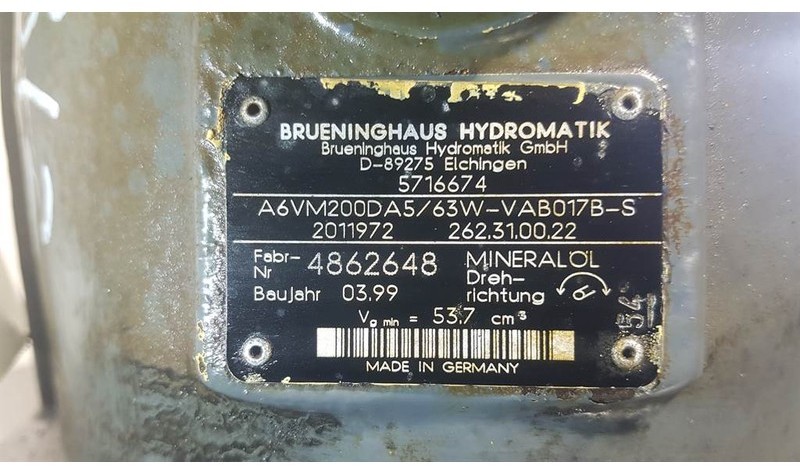 BRUENINGHAUS HYDROMATIK
Brueninghaus Hydromatik GmbH
D-89275 Elchingen
5716674
A6VM200DA5/63W-VAB017B-S
2011972 262.31.00.22
Fabr-Nr 4862648 MINERALÖL
Baujahr 03.99 Dreh-richtung
Vg min = 53.7 cm³
54
MADE IN GERMANY